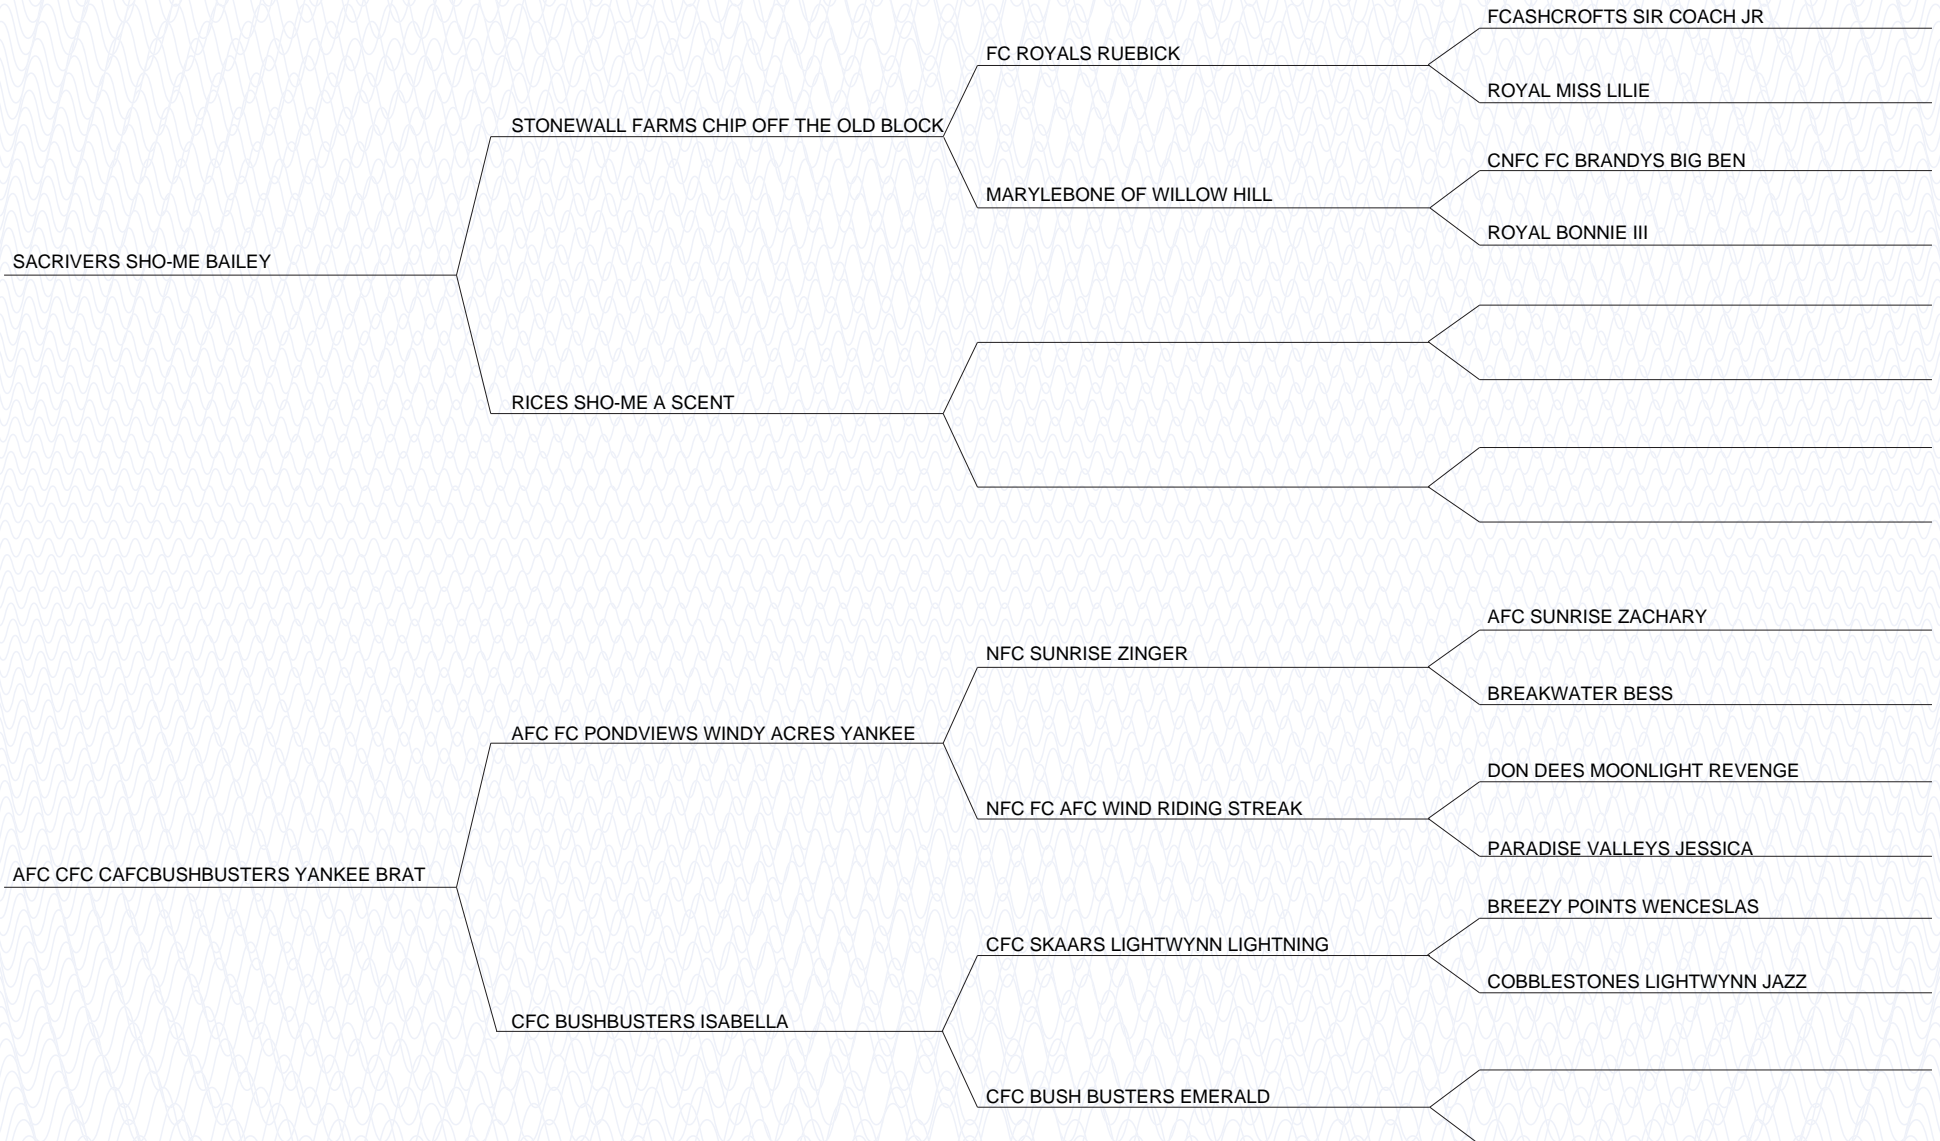 FCASHCROFTS SIR COACH JR
FC ROYALS RUEBICK
ROYAL MISS LILIE
STONEWALL FARMS CHIP OFF THE OLD BLOCK
CNFC FC BRANDYS BIG BEN
MARYLEBONE OF WILLOW HILL
ROYAL BONNIE III
SACRIVERS SHO-ME BAILEY
RICES SHO-ME A SCENT
AFC SUNRISE ZACHARY
NFC SUNRISE ZINGER
BREAKWATER BESS
AFC FC PONDVIEWS WINDY ACRES YANKEE
DON DEES MOONLIGHT REVENGE
NFC FC AFC WIND RIDING STREAK
PARADISE VALLEYS JESSICA
AFC CFC CAFCBUSHBUSTERS YANKEE BRAT
BREEZY POINTS WENCESLAS
CFC SKAARS LIGHTWYNN LIGHTNING
COBBLESTONES LIGHTWYNN JAZZ
CFC BUSHBUSTERS ISABELLA
CFC BUSH BUSTERS EMERALD